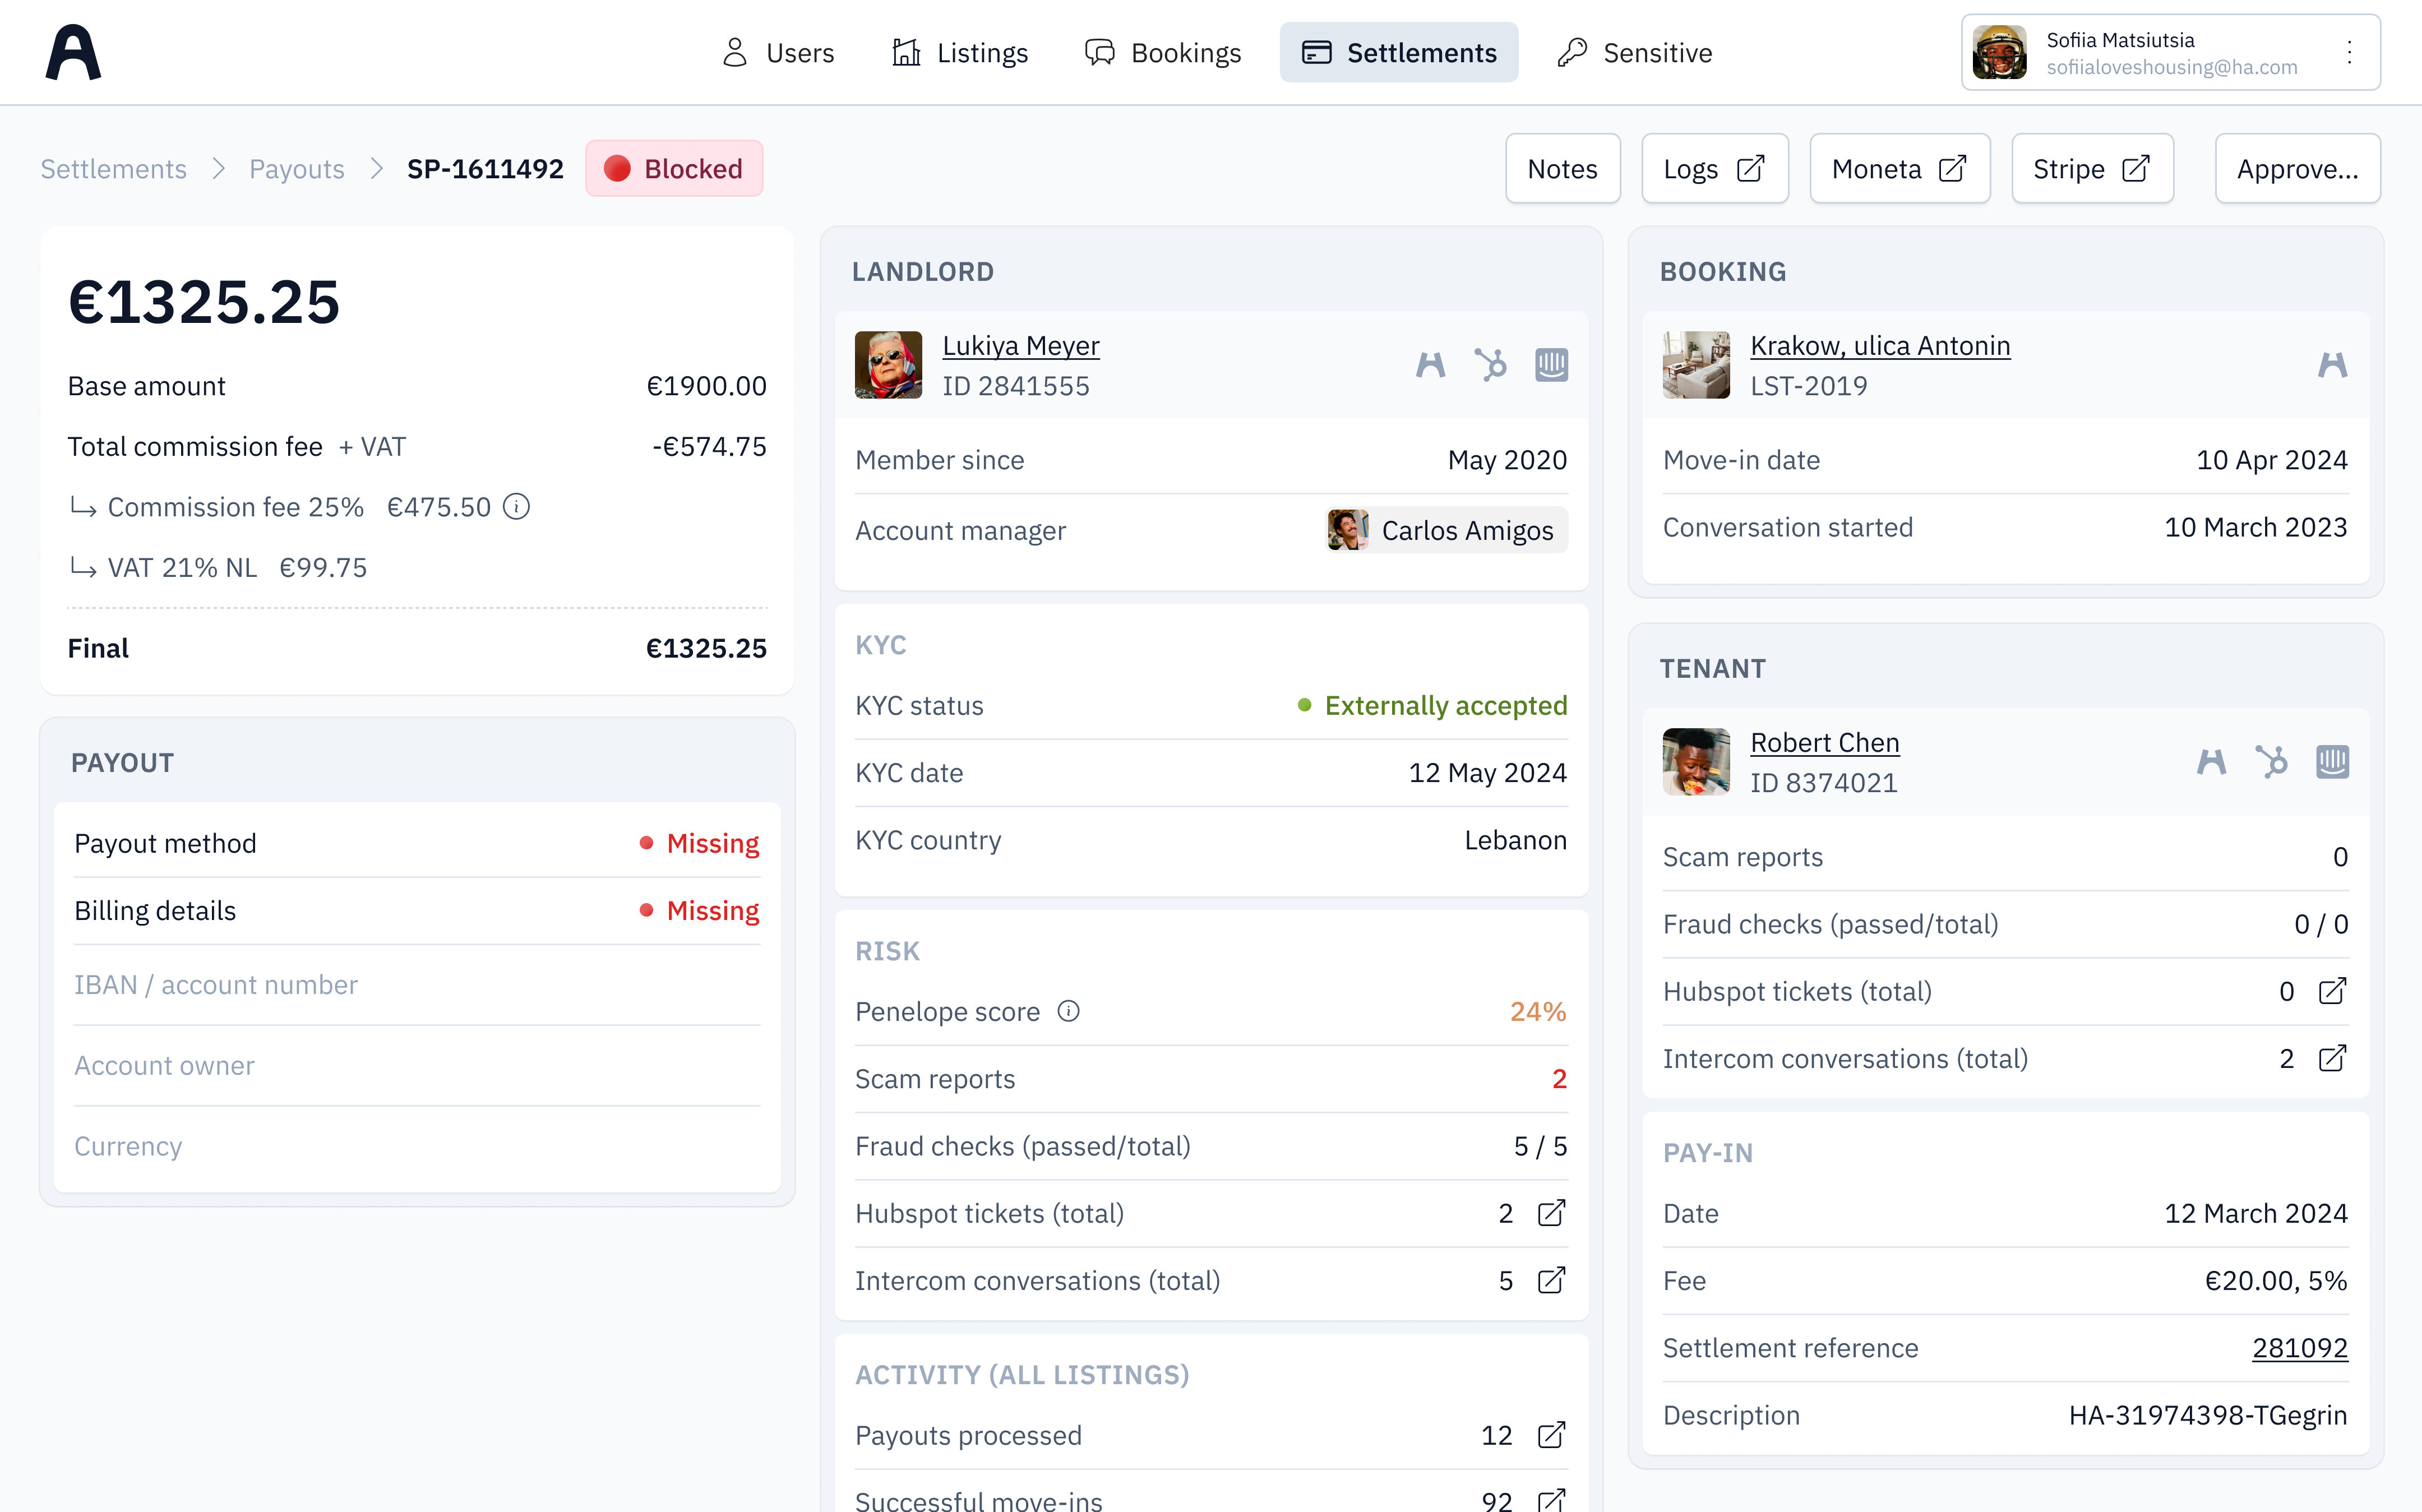 Users
Listings
Bookings
Settlements
Sensitive
Sofiia Matsiutsia
sofiialoveshousing@ha.com
Settlements
Payouts
SP-1611492
Blocked
Notes
Logs
Moneta
Stripe
Approve...
€1325.25
Base amount €1900.00
Total commission fee + VAT -€574.75
Commission fee 25% €475.50
VAT 21% NL €99.75
Final €1325.25
PAYOUT
Payout method Missing
Billing details Missing
IBAN / account number
Account owner
Currency
LANDLORD
Lukiya Meyer
ID 2841555
Member since May 2020
Account manager Carlos Amigos
KYC
KYC status Externally accepted
KYC date 12 May 2024
KYC country Lebanon
RISK
Penelope score 24%
Scam reports 2
Fraud checks (passed/total) 5 / 5
Hubspot tickets (total) 2
Intercom conversations (total) 5
ACTIVITY (ALL LISTINGS)
Payouts processed 12
Successful move-ins 92
BOOKING
Krakow, ulica Antonin
LST-2019
Move-in date 10 Apr 2024
Conversation started 10 March 2023
TENANT
Robert Chen
ID 8374021
Scam reports 0
Fraud checks (passed/total) 0 / 0
Hubspot tickets (total) 0
Intercom conversations (total) 2
PAY-IN
Date 12 March 2024
Fee €20.00, 5%
Settlement reference 281092
Description HA-31974398-TGegrin